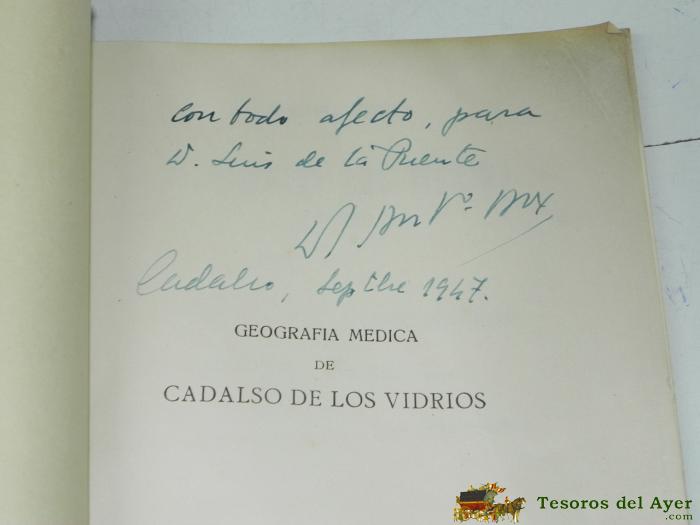 con todo afecto, para
D. Luis de la Puente
Cadalso, Septbre 1947.
GEOGRAFIA MEDICA
DE
CADALSO DE LOS VIDRIOS
Tesoros del Ayer
.com